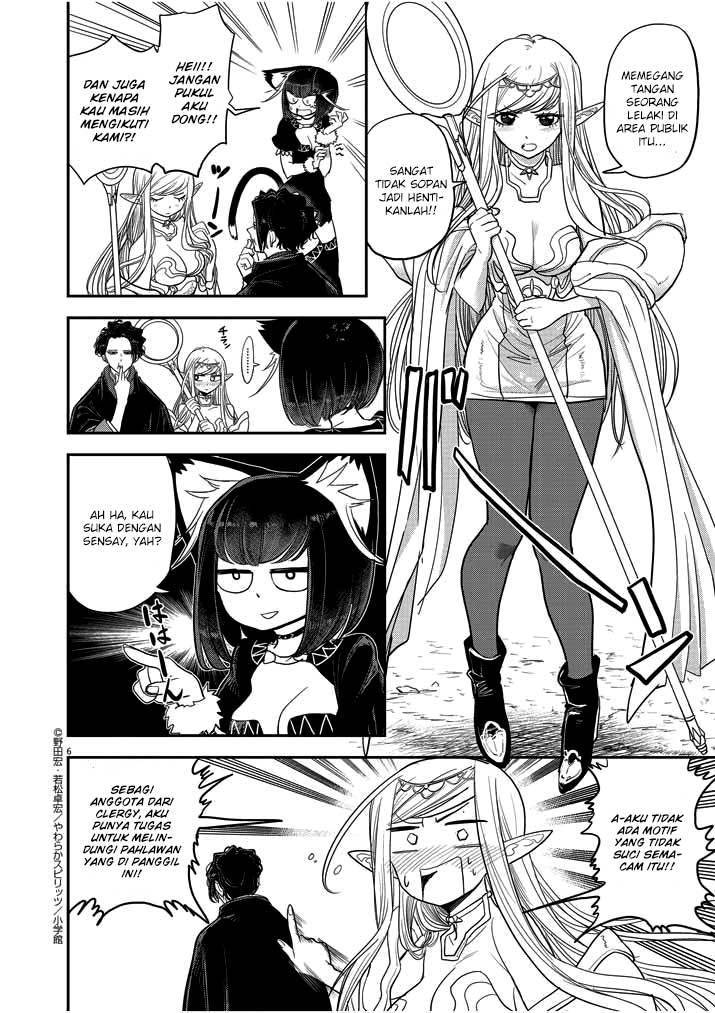 MEMEGANG
TANGAN
SEORANG
LELAKI DI
AREA PUBLIK
ITU...
SANGAT
TIDAK SOPAN
JADI HENTI-
KANLAH!!
HEII!!
JANGAN
PUKUL
AKU
DONG!!
DAN JUGA
KENAPA
KAU MASIH
MENGIKUTI
KAMI?!
.......
AH HA, KAU
SUKA DENGAN
SENSAY, YAH?
ははーん
A-AKU TIDAK
ADA MOTIF
YANG TIDAK
SUCI SEMA-
CAM ITU!!
SEBAGI
ANGGOTA DARI
CLERGY, AKU
PUNYA TUGAS
UNTUK MELIN-
DUNGI PAHLAWAN
YANG DI PANGGIL
INI!
6
©野田宏・若松卓宏／やわらかスピリッツ／小学館